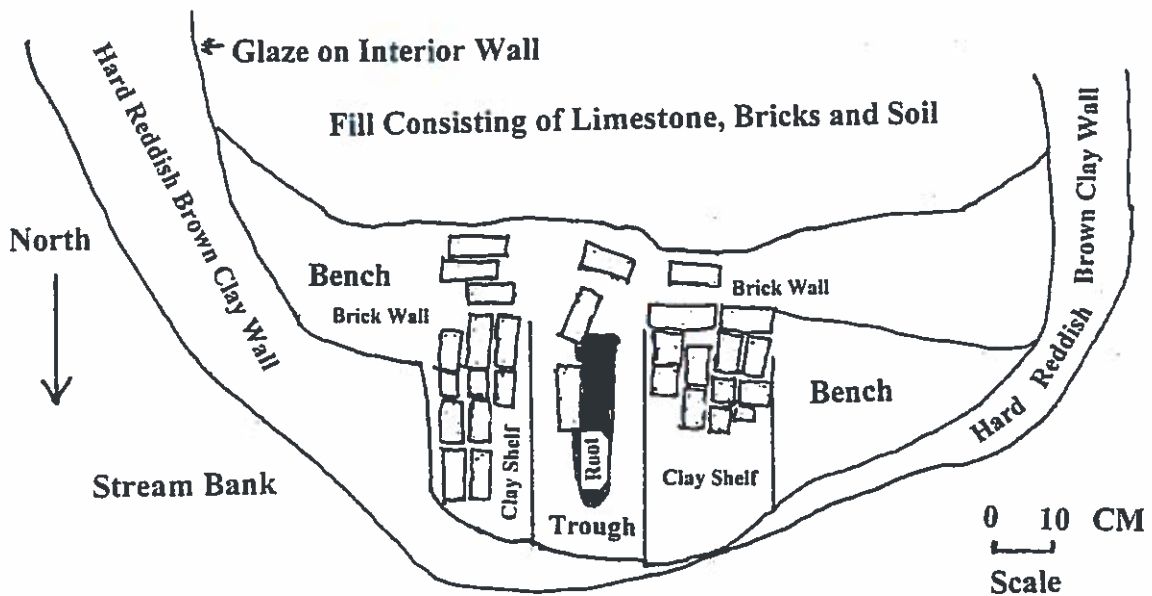 Glaze on Interior Wall
Hard Reddish Brown Clay Wall
Fill Consisting of Limestone, Bricks and Soil
Hard Reddish Brown Clay Wall
North
Bench
Brick Wall
Brick Wall
Bench
Clay Shelf
Root
Clay Shelf
Stream Bank
Trough
0 10 CM
Scale